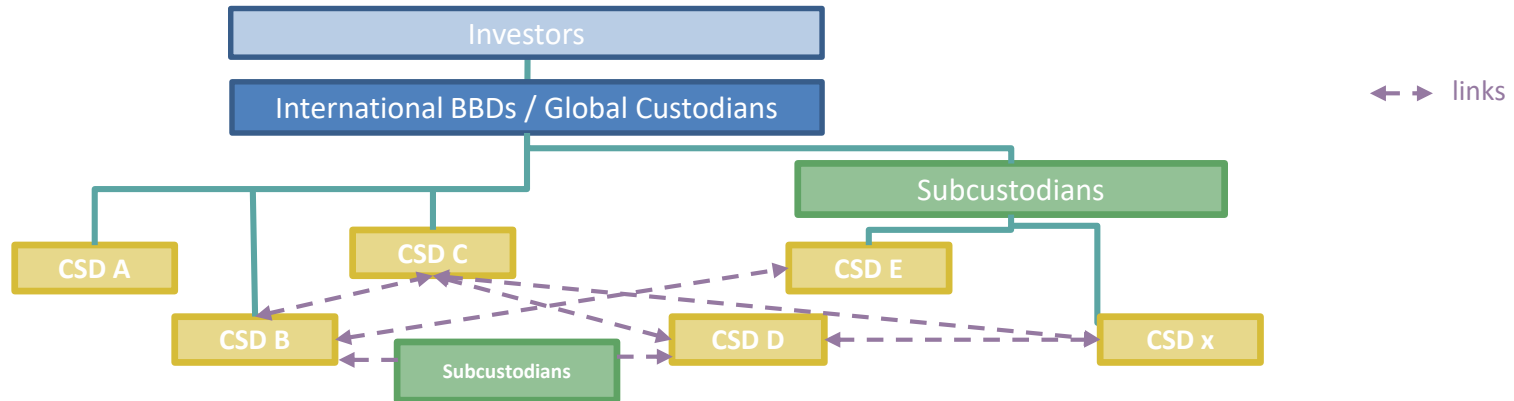 Investors
International BBDs / Global Custodians
links
Subcustodians
CSD A
CSD C
CSD E
CSD B
CSD D
CSD x
Subcustodians